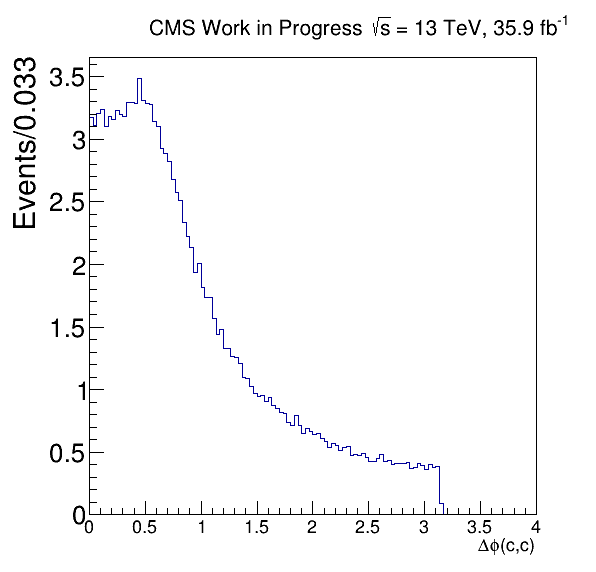 CMS Work in Progress √s = 13 TeV, 35.9 fb⁻¹
Events/0.033
3.5
3
2.5
2
1.5
1
0.5
0
0 0.5 1 1.5 2 2.5 3 3.5 4
Δϕ(c,c)